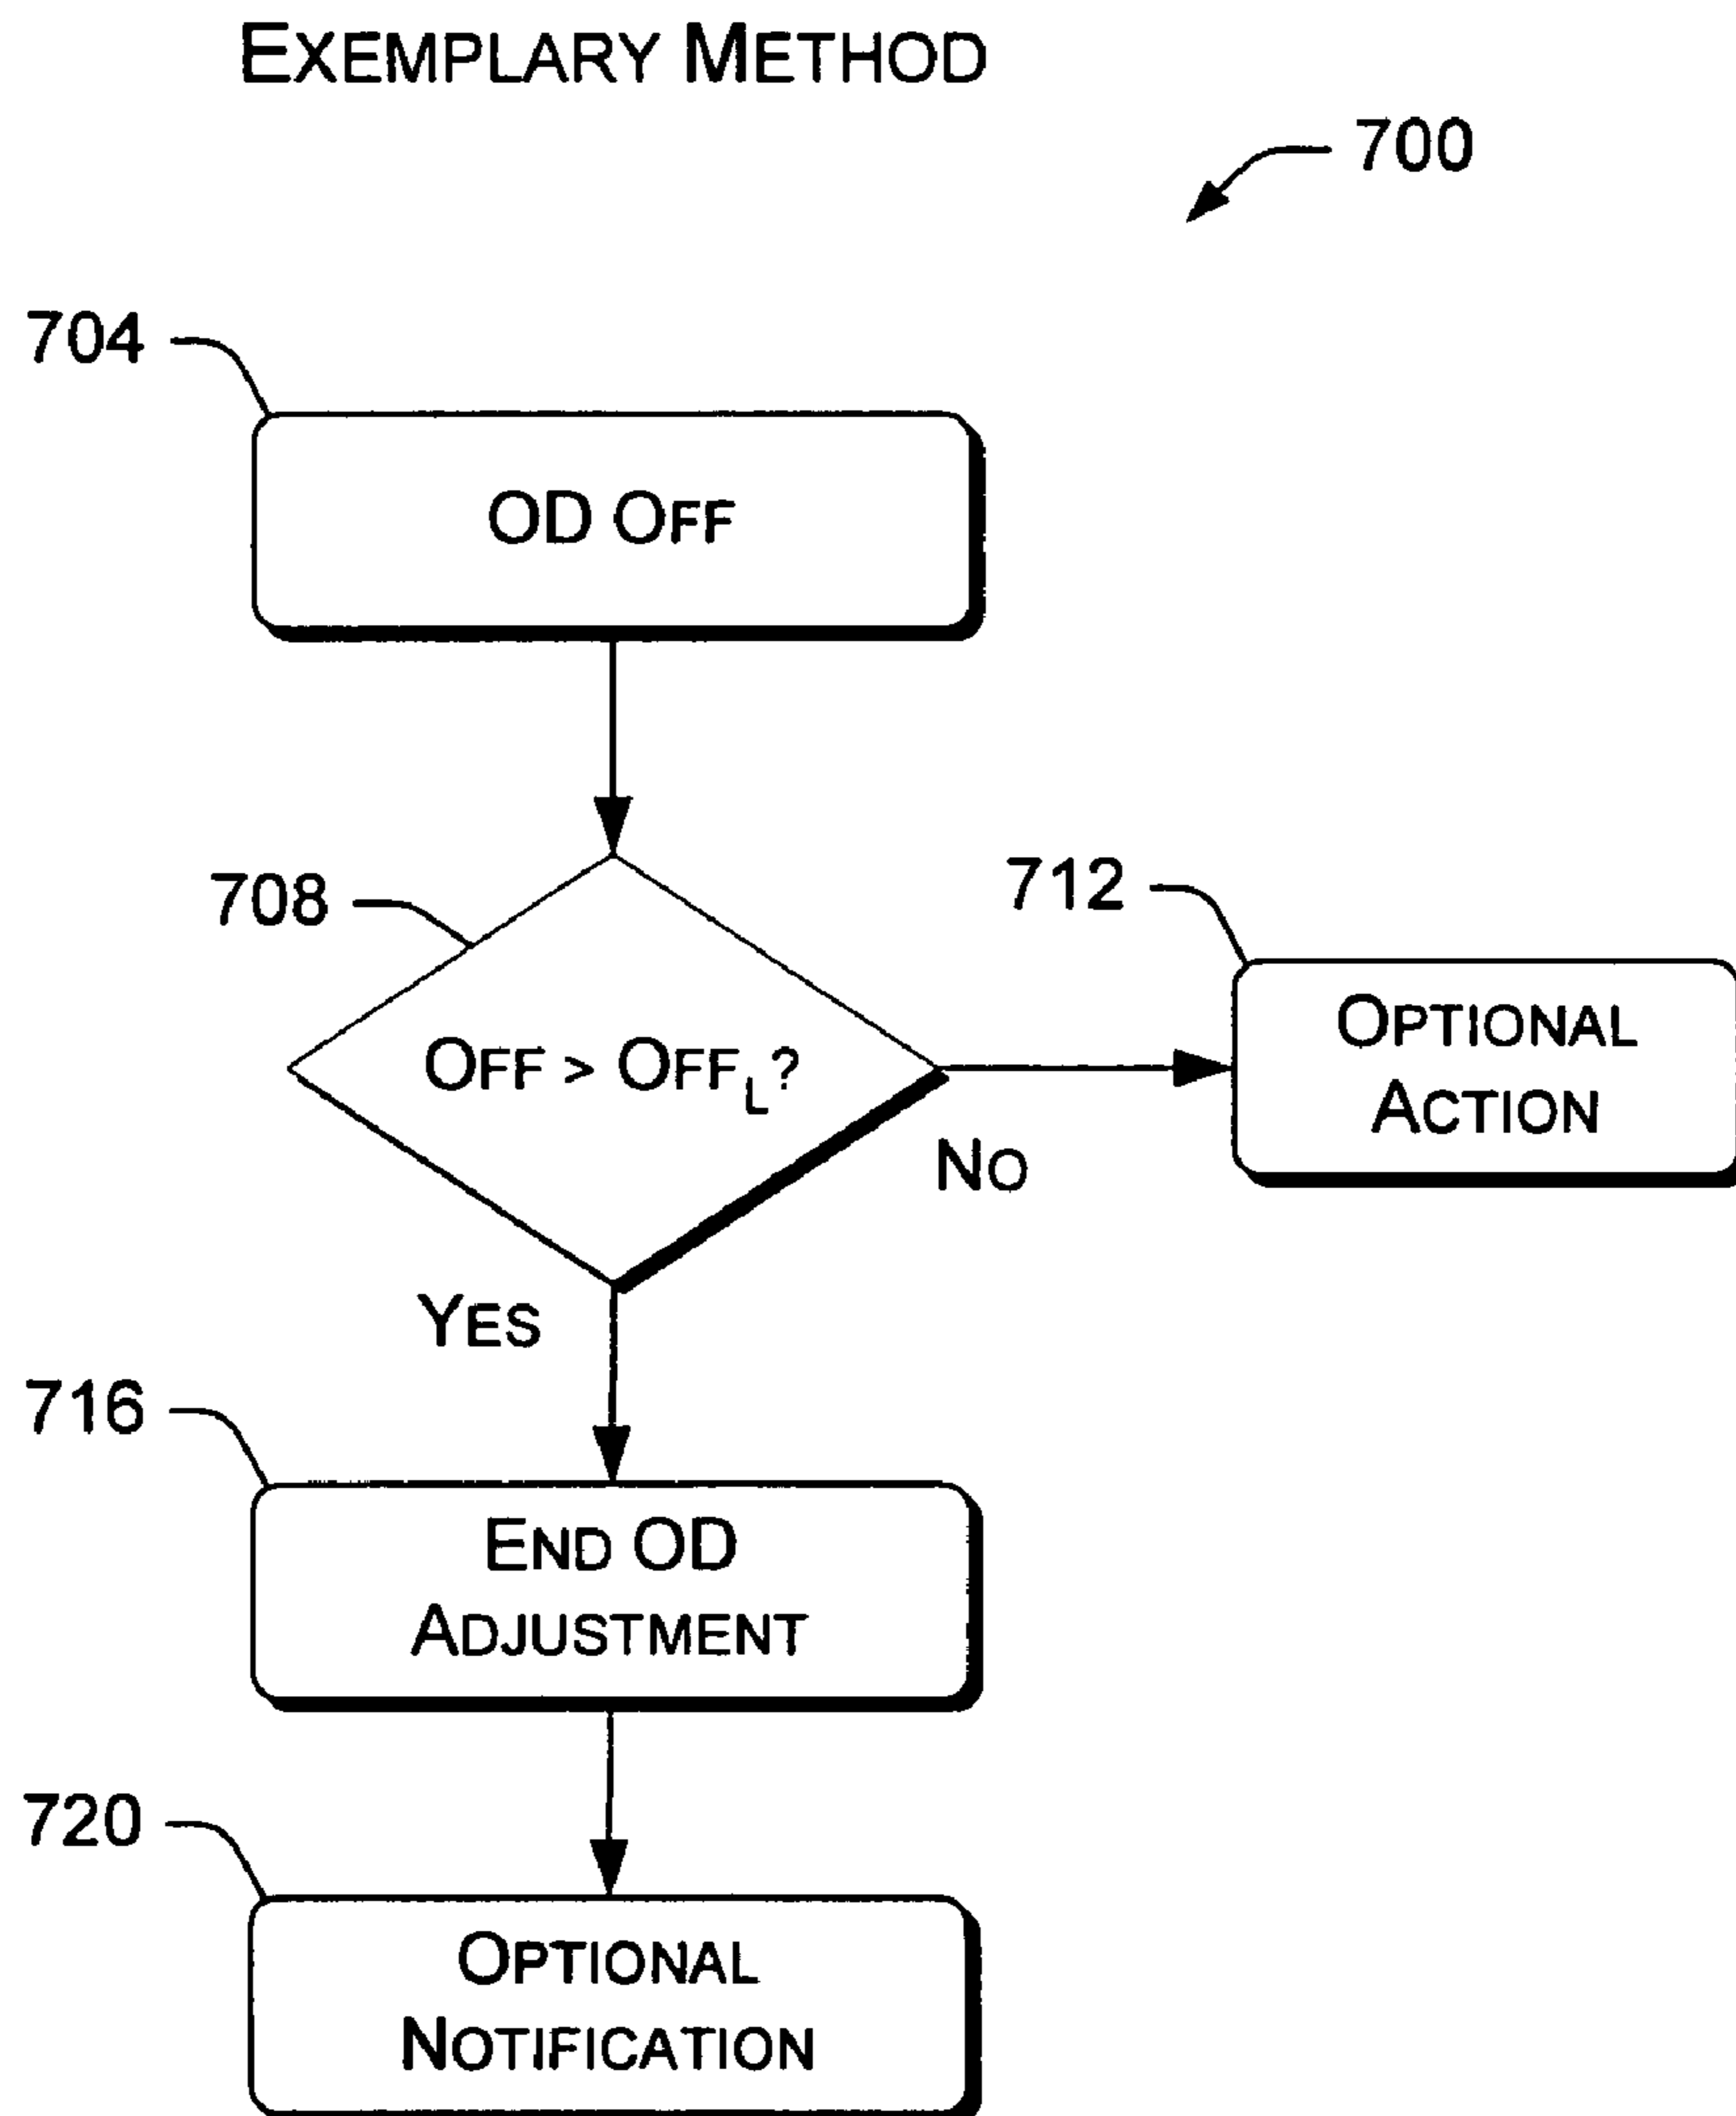 EXEMPLARY METHOD
700
704
OD OFF
708
OFF > OFF_L?
712
OPTIONAL
ACTION
NO
YES
716
END OD
ADJUSTMENT
720
OPTIONAL
NOTIFICATION